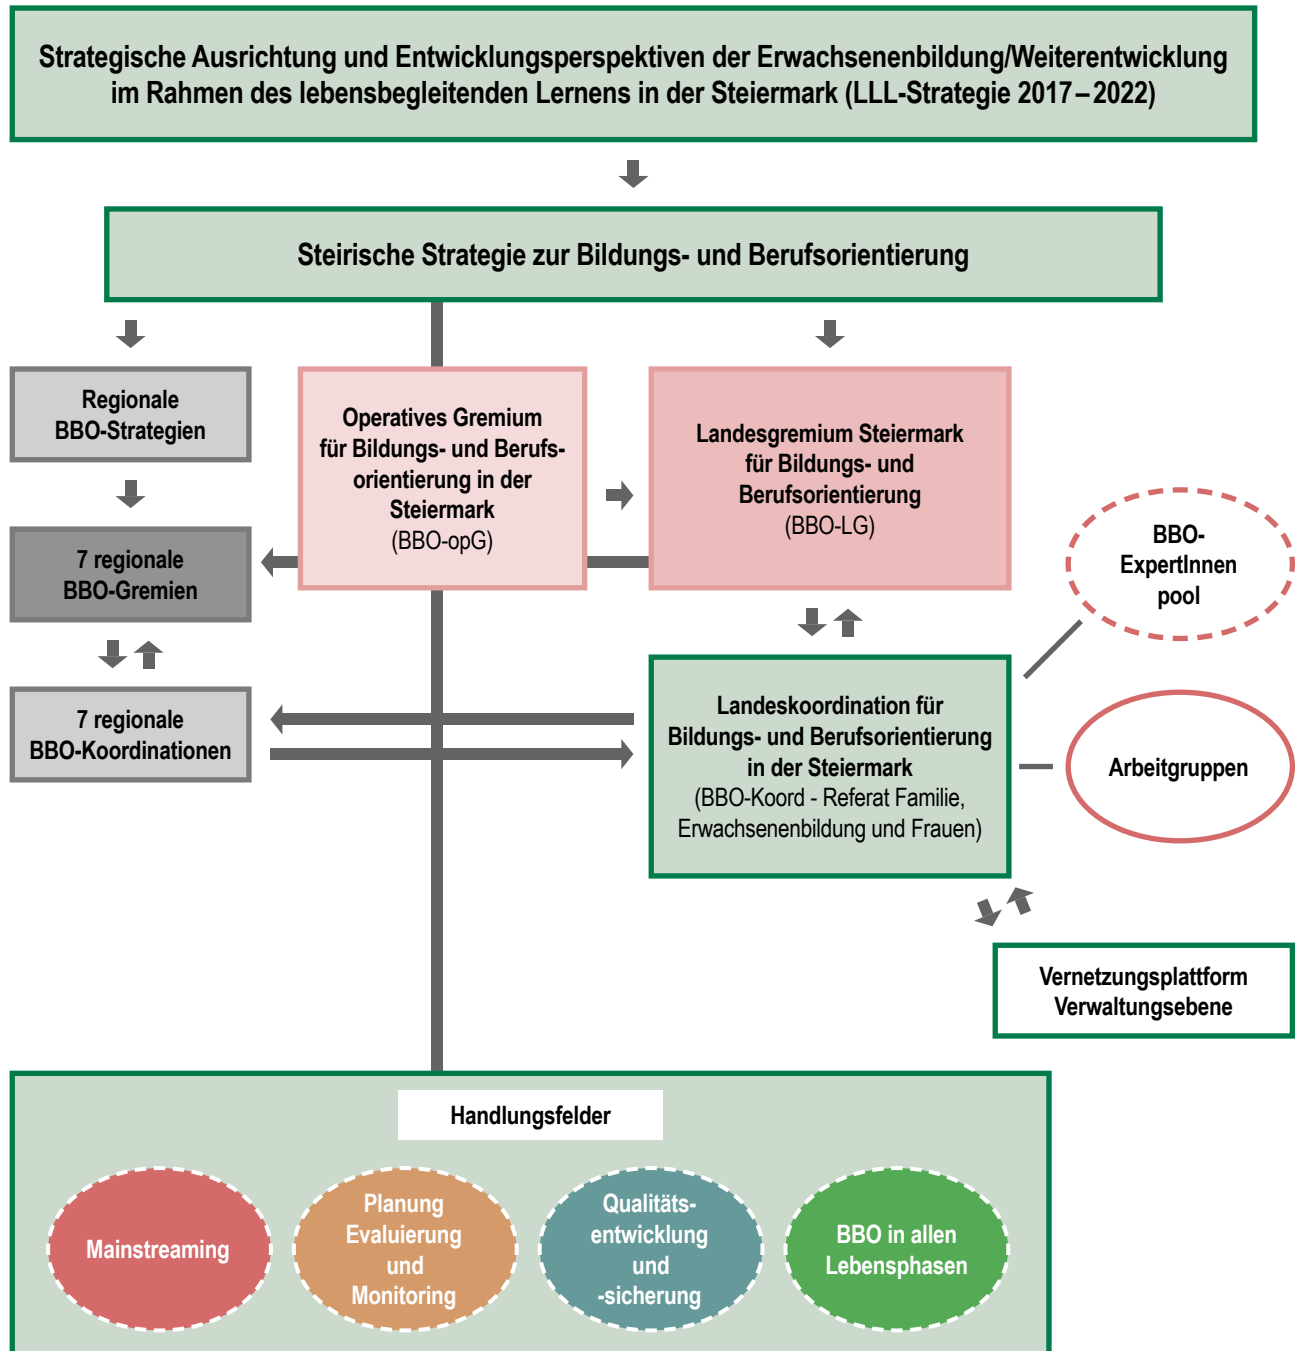 Strategische Ausrichtung und Entwicklungsperspektiven der Erwachsenenbildung/Weiterentwicklung
im Rahmen des lebensbegleitenden Lernens in der Steiermark (LLL-Strategie 2017–2022)
Steirische Strategie zur Bildungs- und Berufsorientierung
Regionale
BBO-Strategien
Operatives Gremium
für Bildungs- und Berufs-
orientierung in der
Steiermark
(BBO-opG)
Landesgremium Steiermark
für Bildungs- und
Berufsorientierung
(BBO-LG)
7 regionale
BBO-Gremien
BBO-
ExpertInnen
pool
7 regionale
BBO-Koordinationen
Landeskoordination für
Bildungs- und Berufsorientierung
in der Steiermark
(BBO-Koord - Referat Familie,
Erwachsenenbildung und Frauen)
Arbeitgruppen
Vernetzungsplattform
Verwaltungsebene
Handlungsfelder
Mainstreaming
Planung
Evaluierung
und
Monitoring
Qualitäts-
entwicklung
und
-sicherung
BBO in allen
Lebensphasen